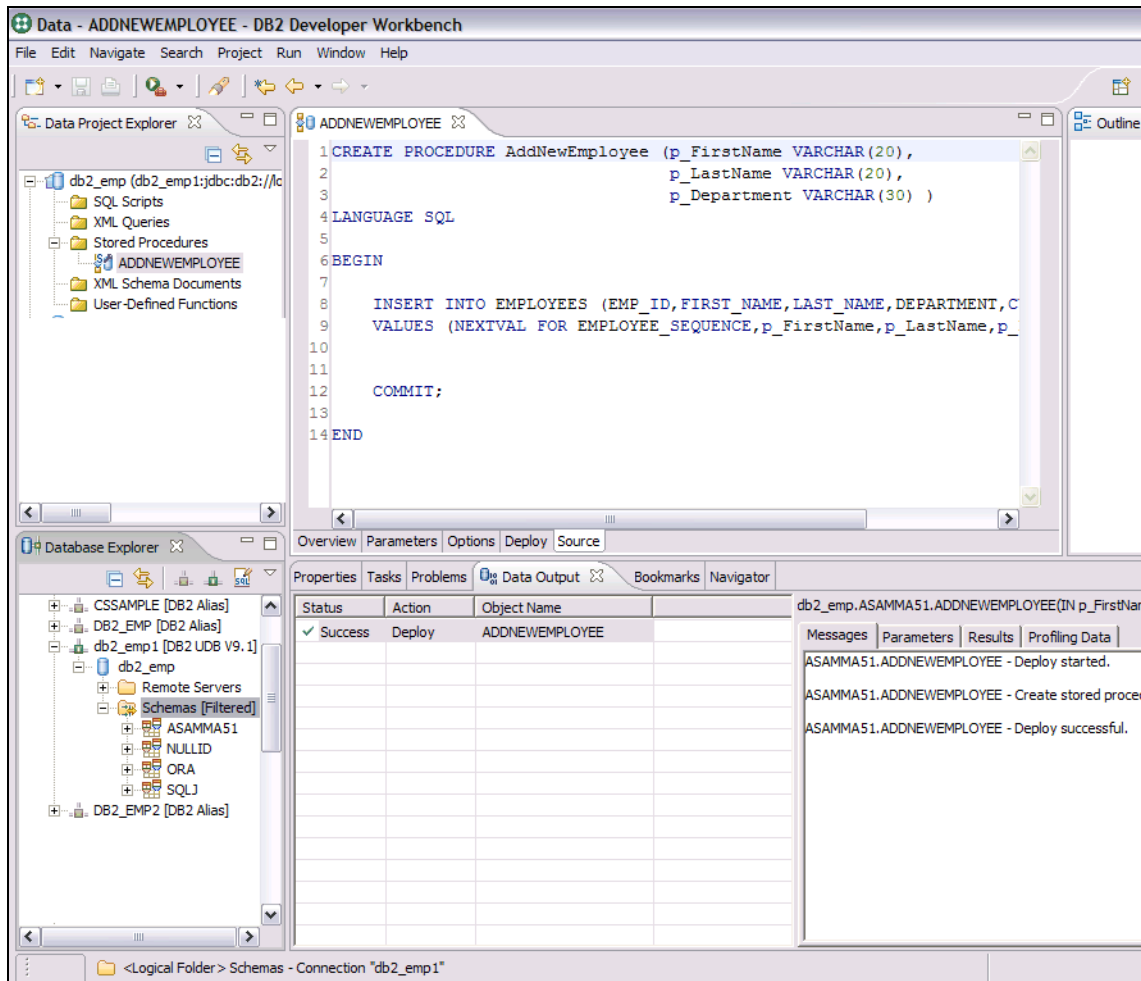 Data - ADDNEWEMPLOYEE - DB2 Developer Workbench
File Edit Navigate Search Project Run Window Help
Data Project Explorer
db2_emp (db2_emp1:jdbc:db2://lc
SQL Scripts
XML Queries
Stored Procedures
ADDNEWEMPLOYEE
XML Schema Documents
User-Defined Functions
ADDNEWEMPLOYEE
1 CREATE PROCEDURE AddNewEmployee (p_FirstName VARCHAR(20),
2 p_LastName VARCHAR(20),
3 p_Department VARCHAR(30) )
4 LANGUAGE SQL
5
6 BEGIN
7
8 INSERT INTO EMPLOYEES (EMP_ID,FIRST_NAME,LAST_NAME,DEPARTMENT,C
9 VALUES (NEXTVAL FOR EMPLOYEE_SEQUENCE,p_FirstName,p_LastName,p_
10
11
12 COMMIT;
13
14 END
Overview Parameters Options Deploy Source
Outline
Database Explorer
SQL
CSSAMPLE [DB2 Alias]
DB2_EMP [DB2 Alias]
db2_emp1 [DB2 UDB V9.1]
db2_emp
Remote Servers
Schemas [Filtered]
ASAMMA51
NULLID
ORA
SQLJ
DB2_EMP2 [DB2 Alias]
Properties Tasks Problems Data Output Bookmarks Navigator
Status Action Object Name
Success Deploy ADDNEWEMPLOYEE
db2_emp.ASAMMA51.ADDNEWEMPLOYEE(IN p_FirstNar
Messages Parameters Results Profiling Data
ASAMMA51.ADDNEWEMPLOYEE - Deploy started.
ASAMMA51.ADDNEWEMPLOYEE - Create stored proce
ASAMMA51.ADDNEWEMPLOYEE - Deploy successful.
<Logical Folder> Schemas - Connection "db2_emp1"